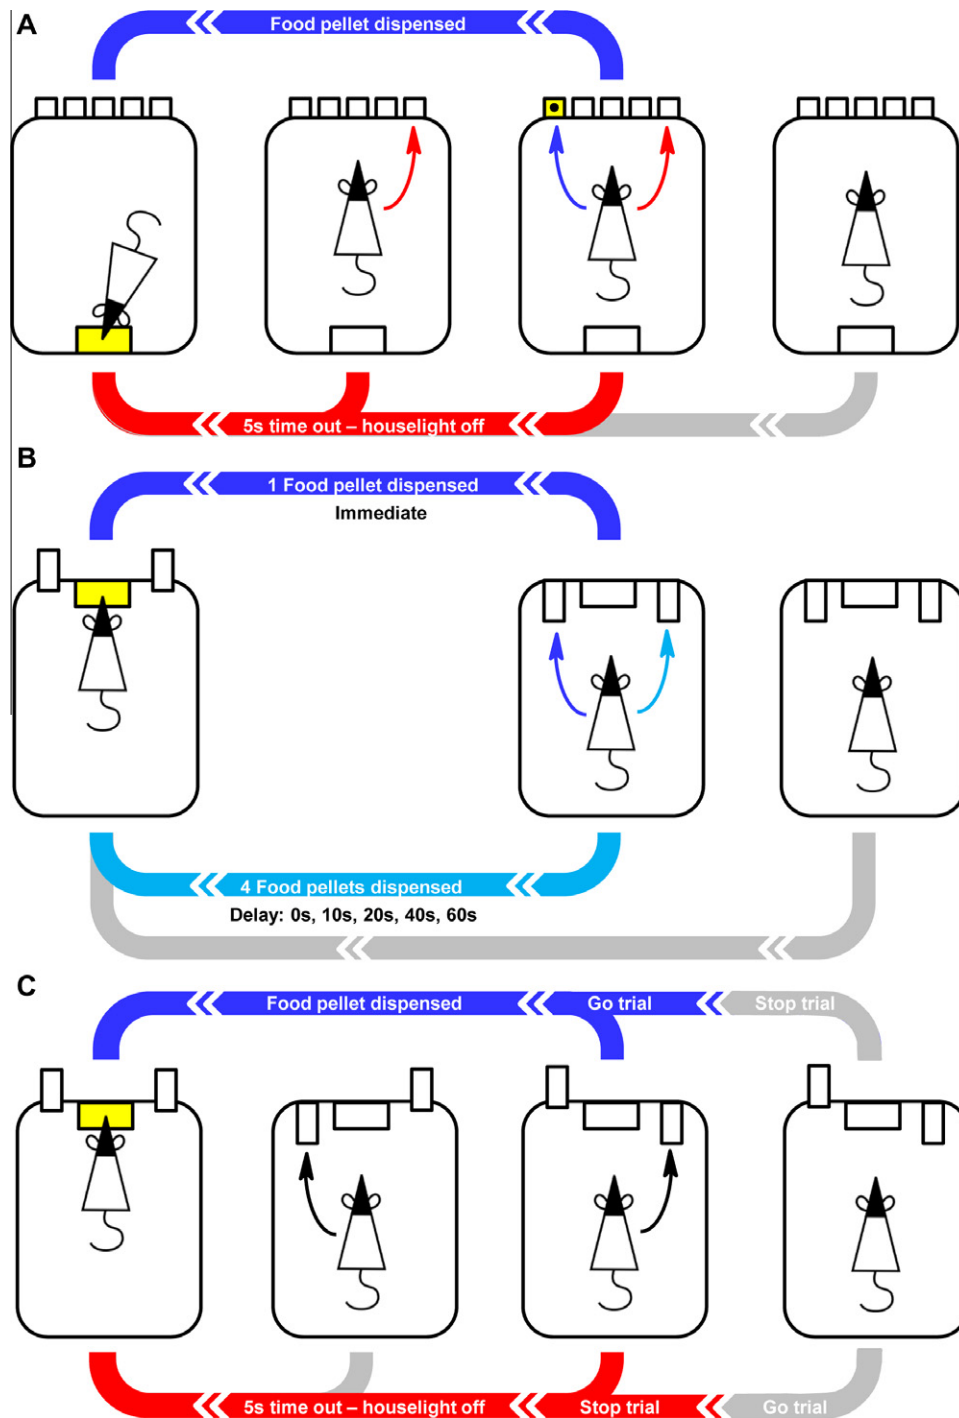 A
Food pellet dispensed
5s time out – houselight off
B
1 Food pellet dispensed
Immediate
4 Food pellets dispensed
Delay: 0s, 10s, 20s, 40s, 60s
C
Food pellet dispensed
Go trial
Stop trial
5s time out – houselight off
Stop trial
Go trial